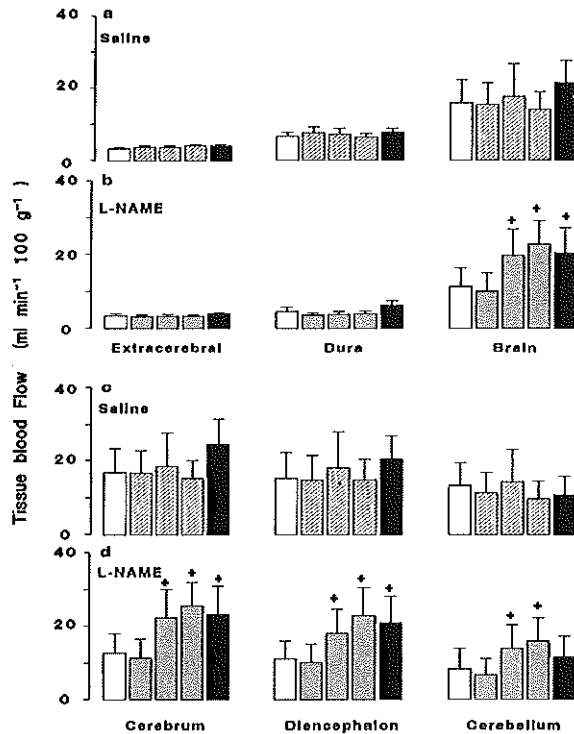 Tissue blood Flow (ml min⁻¹ 100 g⁻¹)
a
Saline
40
20
0
b
L-NAME
40
20
0
+ + +
Extracerebral Dura Brain
c
Saline
40
20
0
d
L-NAME
40
20
0
+ + + + + + + +
Cerebrum Diencephalon Cerebellum